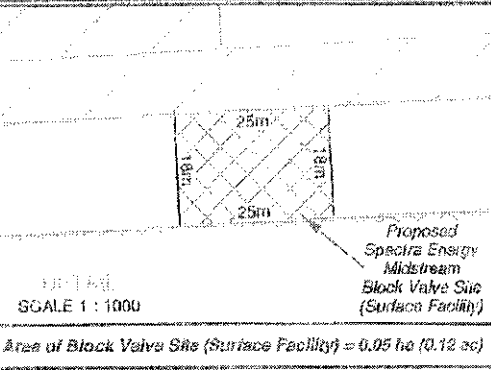 25m
18m
18m
25m
Proposed
Spectra Energy
Midstream
Block Valve Site
(Surface Facility)
DETAIL
SCALE 1 : 1000
Area of Block Valve Site (Surface Facility) = 0.05 ha (0.12 ac)